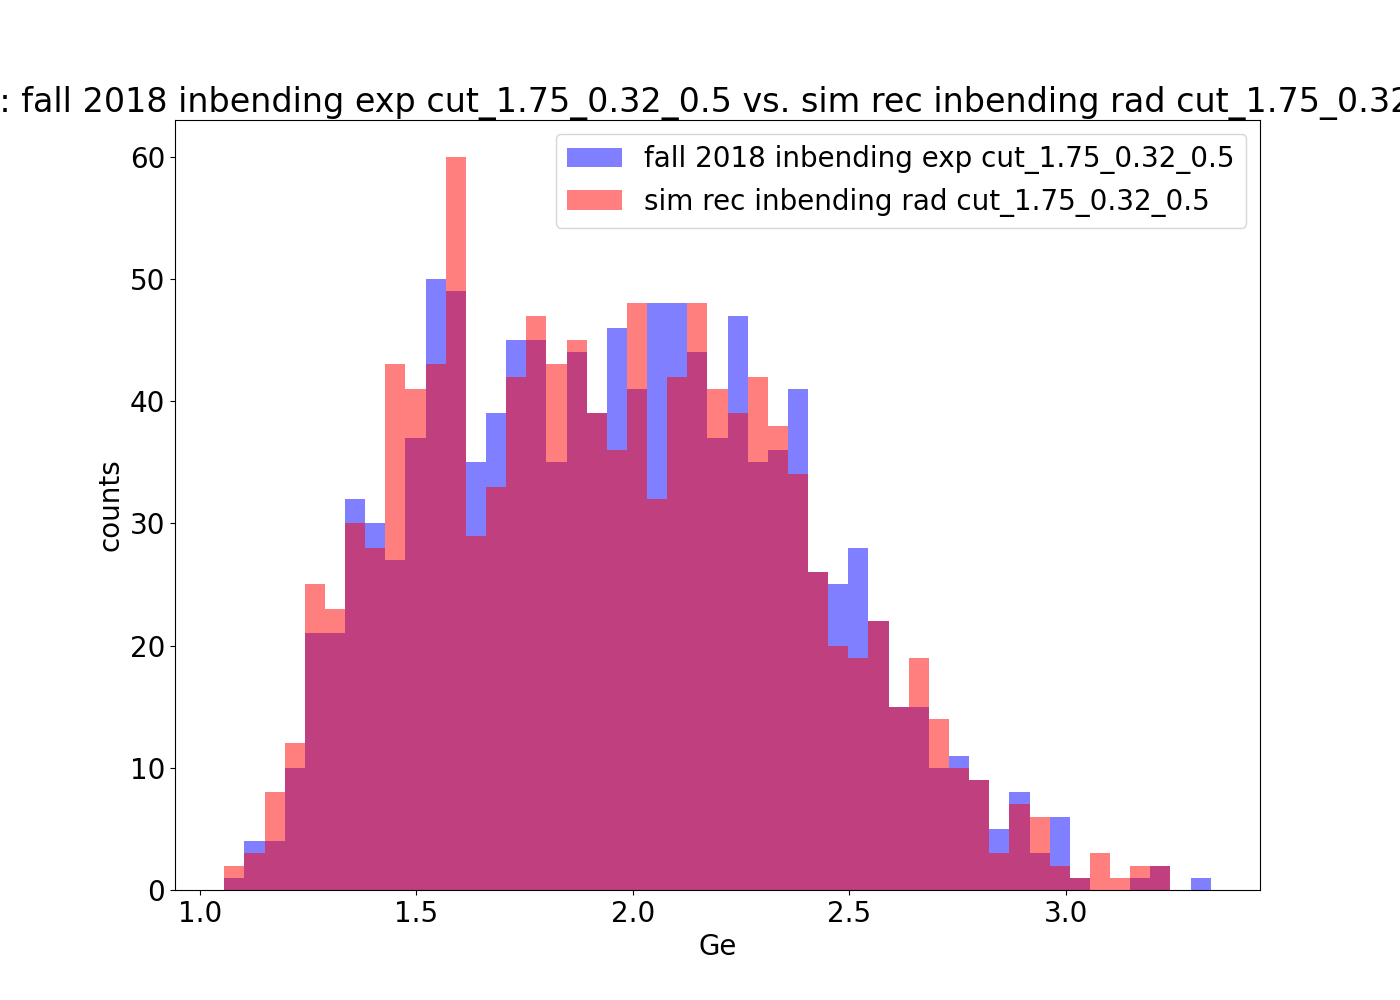 : fall 2018 inbending exp cut_1.75_0.32_0.5 vs. sim rec inbending rad cut_1.75_0.32
fall 2018 inbending exp cut_1.75_0.32_0.5
sim rec inbending rad cut_1.75_0.32_0.5
60
50
40
30
20
10
0
counts
1.0 1.5 2.0 2.5 3.0
Ge